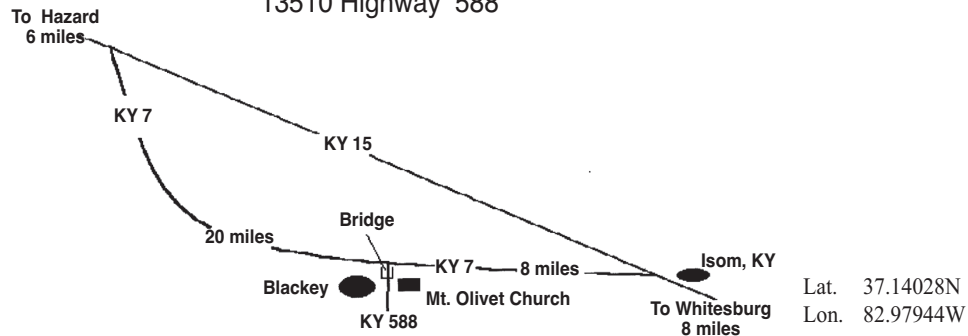 13510 Highway 588
To Hazard
6 miles
KY 7
KY 15
20 miles
Bridge
KY 7
8 miles
Isom, KY
Blackey
Mt. Olivet Church
KY 588
To Whitesburg
8 miles
Lat. 37.14028N
Lon. 82.97944W